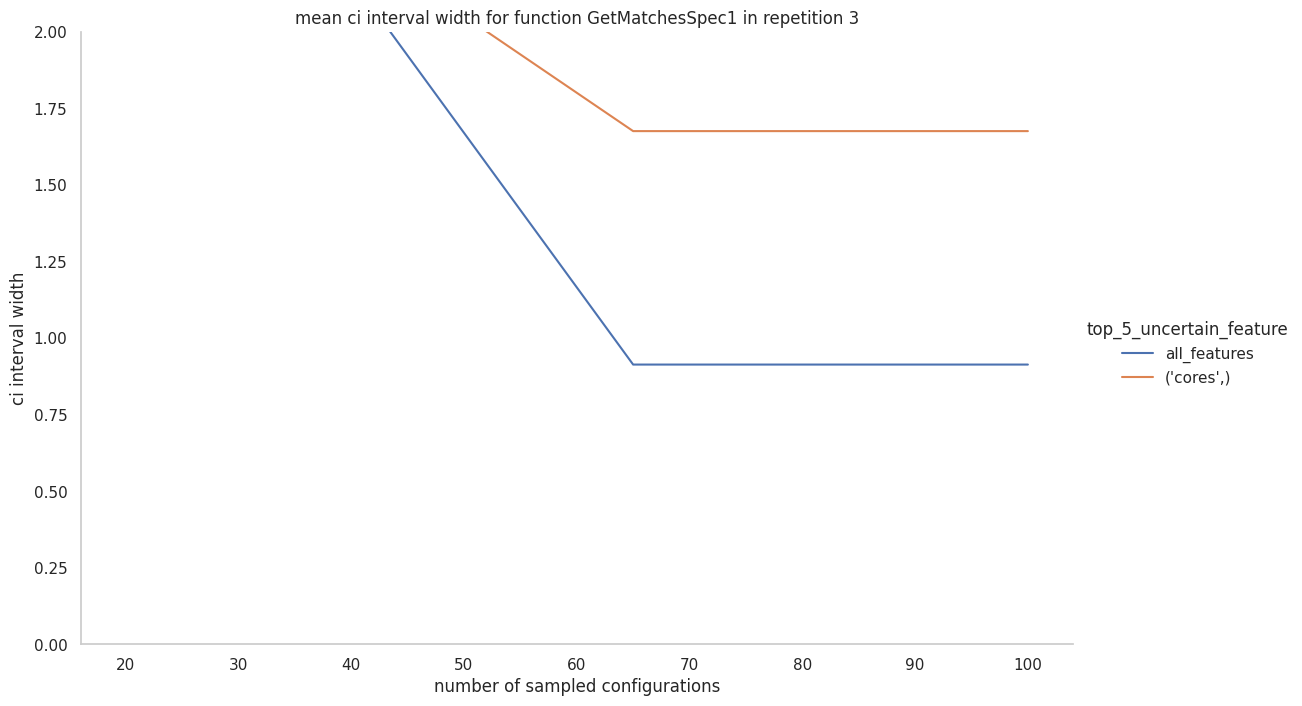 mean ci interval width for function GetMatchesSpec1 in repetition 3
2.00
1.75
1.50
1.25
1.00
0.75
0.50
0.25
0.00
ci interval width
20 30 40 50 60 70 80 90 100
number of sampled configurations
top_5_uncertain_feature
all_features
('cores',)